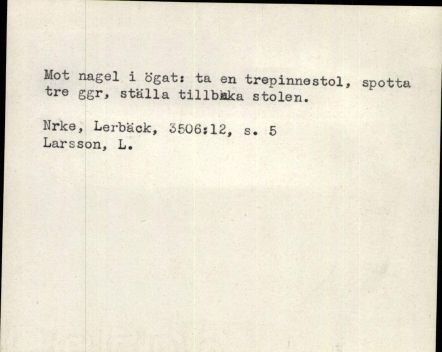 Mot nagel i ögat: ta en trepinnestol, spotta
tre ggr, ställa tillbaka stolen.
Nrke, Lerbäck, 3506:12, s. 5
Larsson, L.